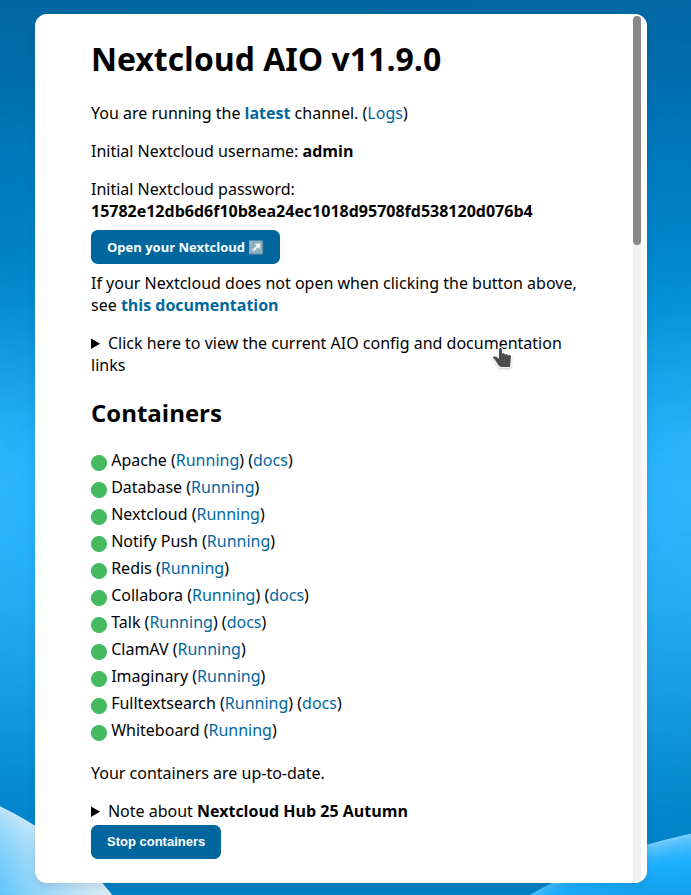 Nextcloud AIO v11.9.0
You are running the latest channel. (Logs)
Initial Nextcloud username: admin
Initial Nextcloud password:
15782e12db6d6f10b8ea24ec1018d95708fd538120d076b4
Open your Nextcloud ↗
If your Nextcloud does not open when clicking the button above,
see this documentation
▶ Click here to view the current AIO config and documentation
links
Containers
Apache (Running) (docs)
Database (Running)
Nextcloud (Running)
Notify Push (Running)
Redis (Running)
Collabora (Running) (docs)
Talk (Running) (docs)
ClamAV (Running)
Imaginary (Running)
Fulltextsearch (Running) (docs)
Whiteboard (Running)
Your containers are up-to-date.
▶ Note about Nextcloud Hub 25 Autumn
Stop containers